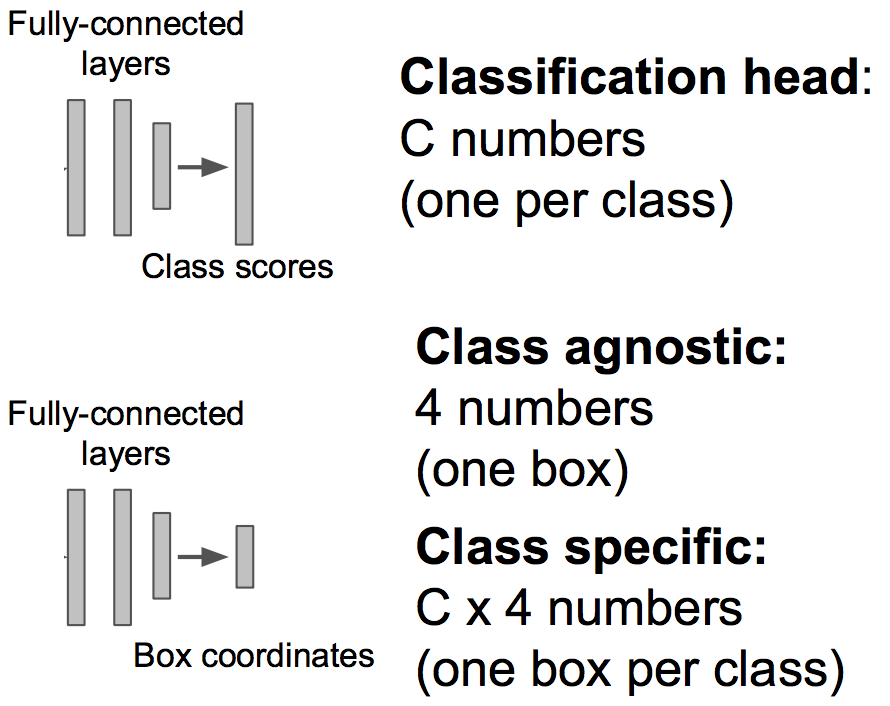 Fully-connected
layers
Class scores
Classification head:
C numbers
(one per class)
Fully-connected
layers
Box coordinates
Class agnostic:
4 numbers
(one box)
Class specific:
C x 4 numbers
(one box per class)